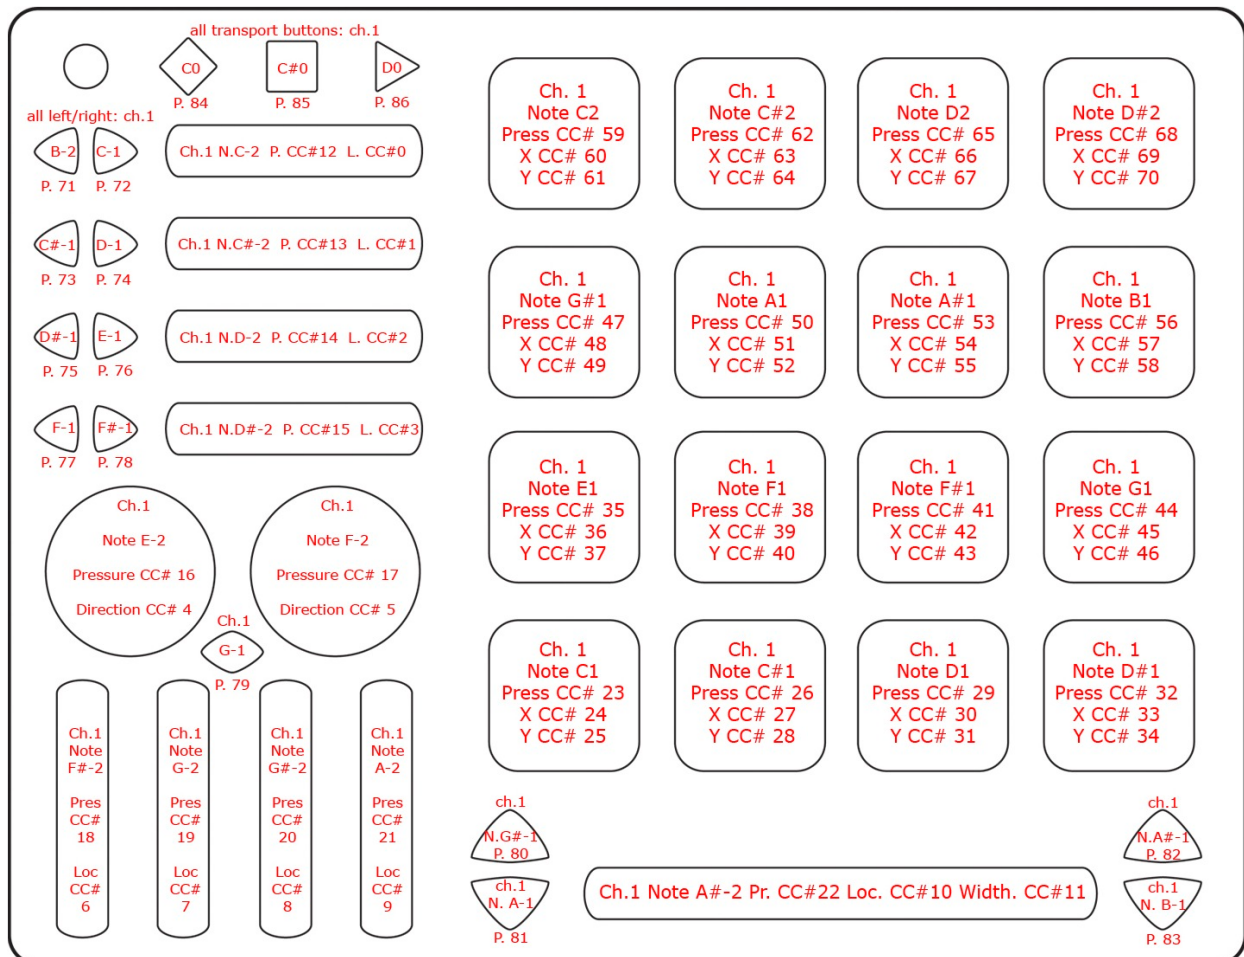 all transport buttons: ch.1
C0
C#0
D0
P. 84
P. 85
P. 86
all left/right: ch.1
B-2
C-1
P. 71
P. 72
Ch.1 N.C-2 P. CC#12 L. CC#0
C#-1
D-1
P. 73
P. 74
Ch.1 N.C#-2 P. CC#13 L. CC#1
D#-1
E-1
P. 75
P. 76
Ch.1 N.D-2 P. CC#14 L. CC#2
F-1
F#-1
P. 77
P. 78
Ch.1 N.D#-2 P. CC#15 L. CC#3
Ch.1
Note E-2
Pressure CC# 16
Direction CC# 4
Ch.1
Note F-2
Pressure CC# 17
Direction CC# 5
Ch.1
G-1
P. 79
Ch.1
Note
F#-2
Pres
CC#
18
Loc
CC#
6
Ch.1
Note
G-2
Pres
CC#
19
Loc
CC#
7
Ch.1
Note
G#-2
Pres
CC#
20
Loc
CC#
8
Ch.1
Note
A-2
Pres
CC#
21
Loc
CC#
9
Ch. 1
Note C2
Press CC# 59
X CC# 60
Y CC# 61
Ch. 1
Note C#2
Press CC# 62
X CC# 63
Y CC# 64
Ch. 1
Note D2
Press CC# 65
X CC# 66
Y CC# 67
Ch. 1
Note D#2
Press CC# 68
X CC# 69
Y CC# 70
Ch. 1
Note G#1
Press CC# 47
X CC# 48
Y CC# 49
Ch. 1
Note A1
Press CC# 50
X CC# 51
Y CC# 52
Ch. 1
Note A#1
Press CC# 53
X CC# 54
Y CC# 55
Ch. 1
Note B1
Press CC# 56
X CC# 57
Y CC# 58
Ch. 1
Note E1
Press CC# 35
X CC# 36
Y CC# 37
Ch. 1
Note F1
Press CC# 38
X CC# 39
Y CC# 40
Ch. 1
Note F#1
Press CC# 41
X CC# 42
Y CC# 43
Ch. 1
Note G1
Press CC# 44
X CC# 45
Y CC# 46
Ch. 1
Note C1
Press CC# 23
X CC# 24
Y CC# 25
Ch. 1
Note C#1
Press CC# 26
X CC# 27
Y CC# 28
Ch. 1
Note D1
Press CC# 29
X CC# 30
Y CC# 31
Ch. 1
Note D#1
Press CC# 32
X CC# 33
Y CC# 34
ch.1
N.G#-1
P. 80
ch.1
N. A-1
P. 81
Ch.1 Note A#-2 Pr. CC#22 Loc. CC#10 Width. CC#11
ch.1
N.A#-1
P. 82
ch.1
N. B-1
P. 83